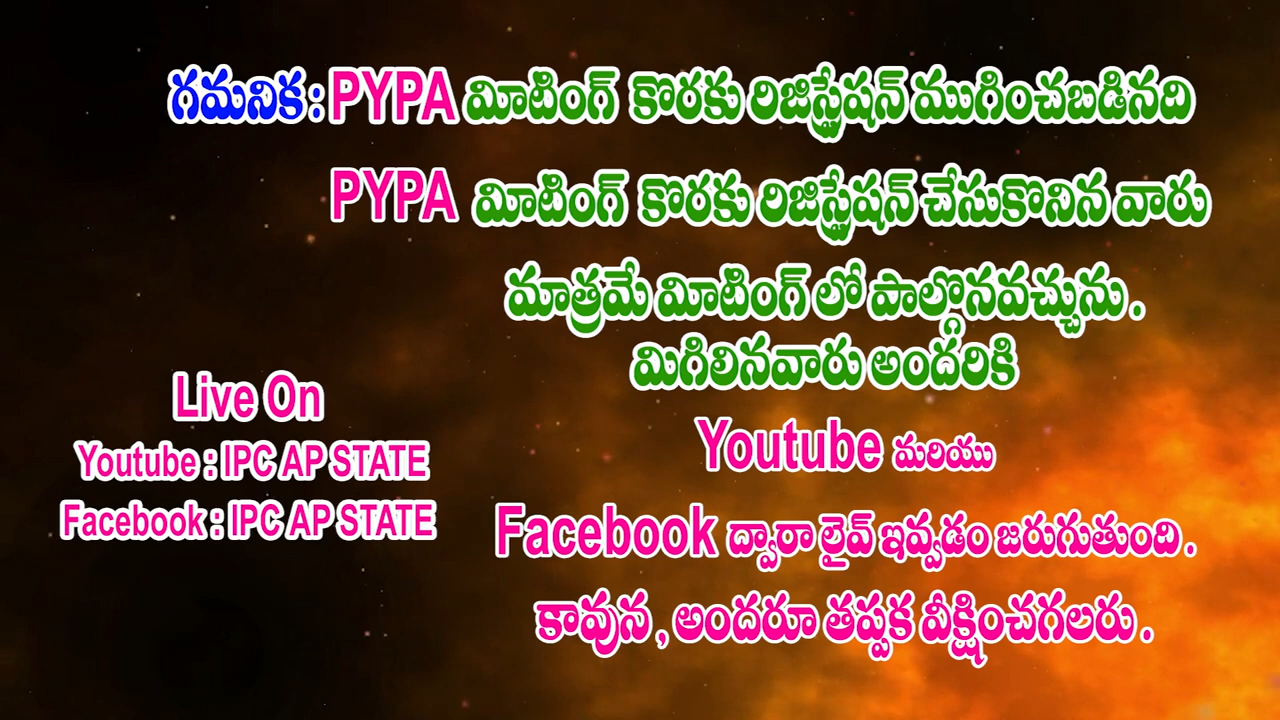 గమనిక : PYPA మీటింగ్ కొరకు రిజిస్ట్రేషన్ ముగించబడినది
PYPA మీటింగ్ కొరకు రిజిస్ట్రేషన్ చేసుకొనిన వారు
మాత్రమే మీటింగ్ లో పాల్గొనవచ్చును .
మిగిలినవారు అందరికి
Live On
Youtube : IPC AP STATE
Facebook : IPC AP STATE
Youtube మరియు
Facebook ద్వారా లైవ్ ఇవ్వడం జరుగుతుంది .
కావున , అందరూ తప్పక వీక్షించగలరు .